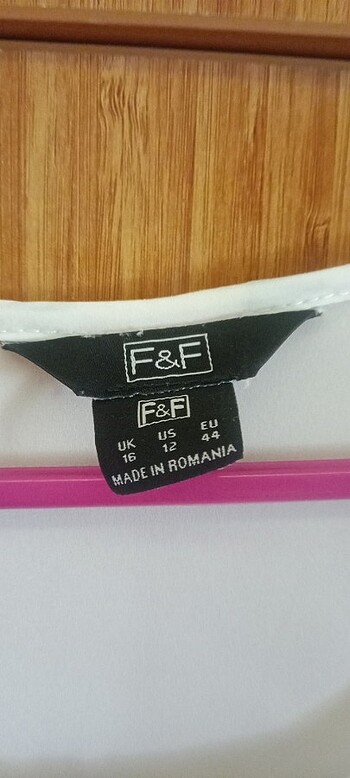 F&F
F&F
UK US EU
16 12 44
MADE IN ROMANIA